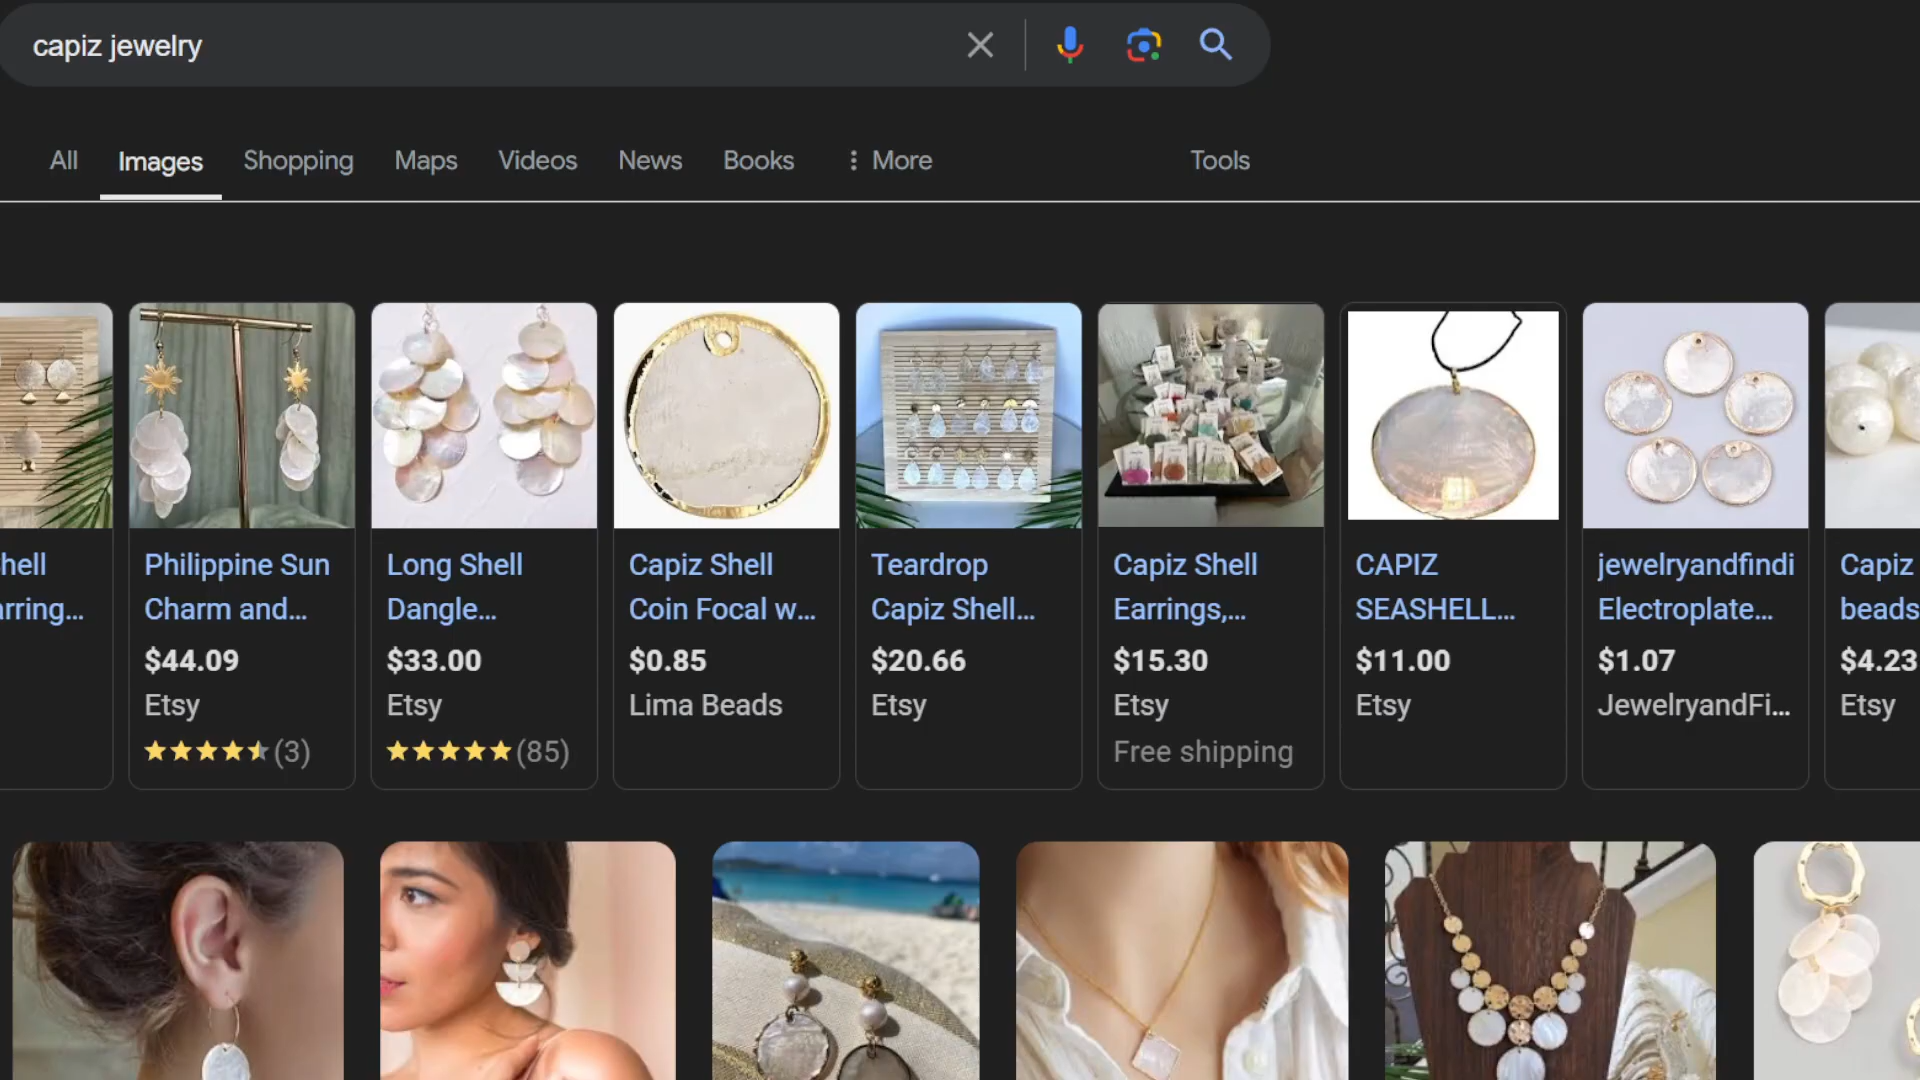 capiz jewelry
All Images Shopping Maps Videos News Books More Tools
hell
rring...
Philippine Sun
Charm and...
$44.09
Etsy
(3)
Long Shell
Dangle...
$33.00
Etsy
(85)
Capiz Shell
Coin Focal w...
$0.85
Lima Beads
Teardrop
Capiz Shell...
$20.66
Etsy
Capiz Shell
Earrings,...
$15.30
Etsy
Free shipping
CAPIZ
SEASHELL...
$11.00
Etsy
jewelryandfindi
Electroplate...
$1.07
JewelryandFi...
Capiz
beads
$4.23
Etsy